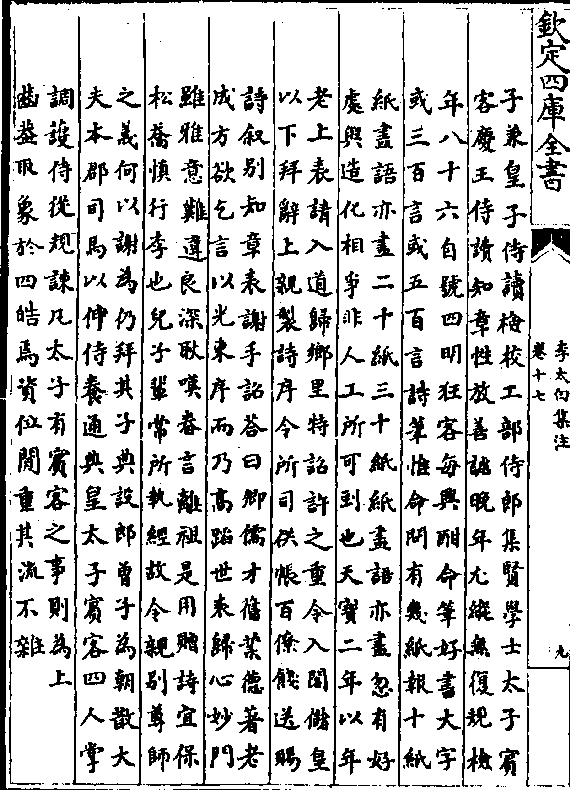 欽定四庫全書
李太白集注
卷十七
九
子兼皇子侍讀檢校工部侍郎集賢學士太子賓
客慶王侍讀知章性放善謔晚年尤縱無復規檢
年八十六自號四明狂客每興酣命筆好書大字
或三百言或五百言詩筆惟命問有幾紙報十紙
紙盡語亦盡二十紙三十紙紙盡語亦盡忽有好
處與造化相爭非人工所可到也天寶二年以年
老上表請入道歸鄉里特詔許之重令入閣儲皇
以下拜辭上親製詩序令所司供帳百僚餞送賜
詩叙别知章表謝手詔答曰卿儒才舊業德著老
成方欲乞言以光東序而乃高蹈世表歸心妙門
雖雅意難違良深耿嘆眷言離祖是用贈詩宜保
松喬慎行李也兒子輩常所執經故令親别尊師
之義何以謝為仍拜其子典設郎曾子為朝散大
夫本郡司馬以伸侍養通典皇太子賓客四人掌
調護侍從規諫凡太子有賓客之事則為上
齒葢取象於四皓焉資位閒重其流不雜